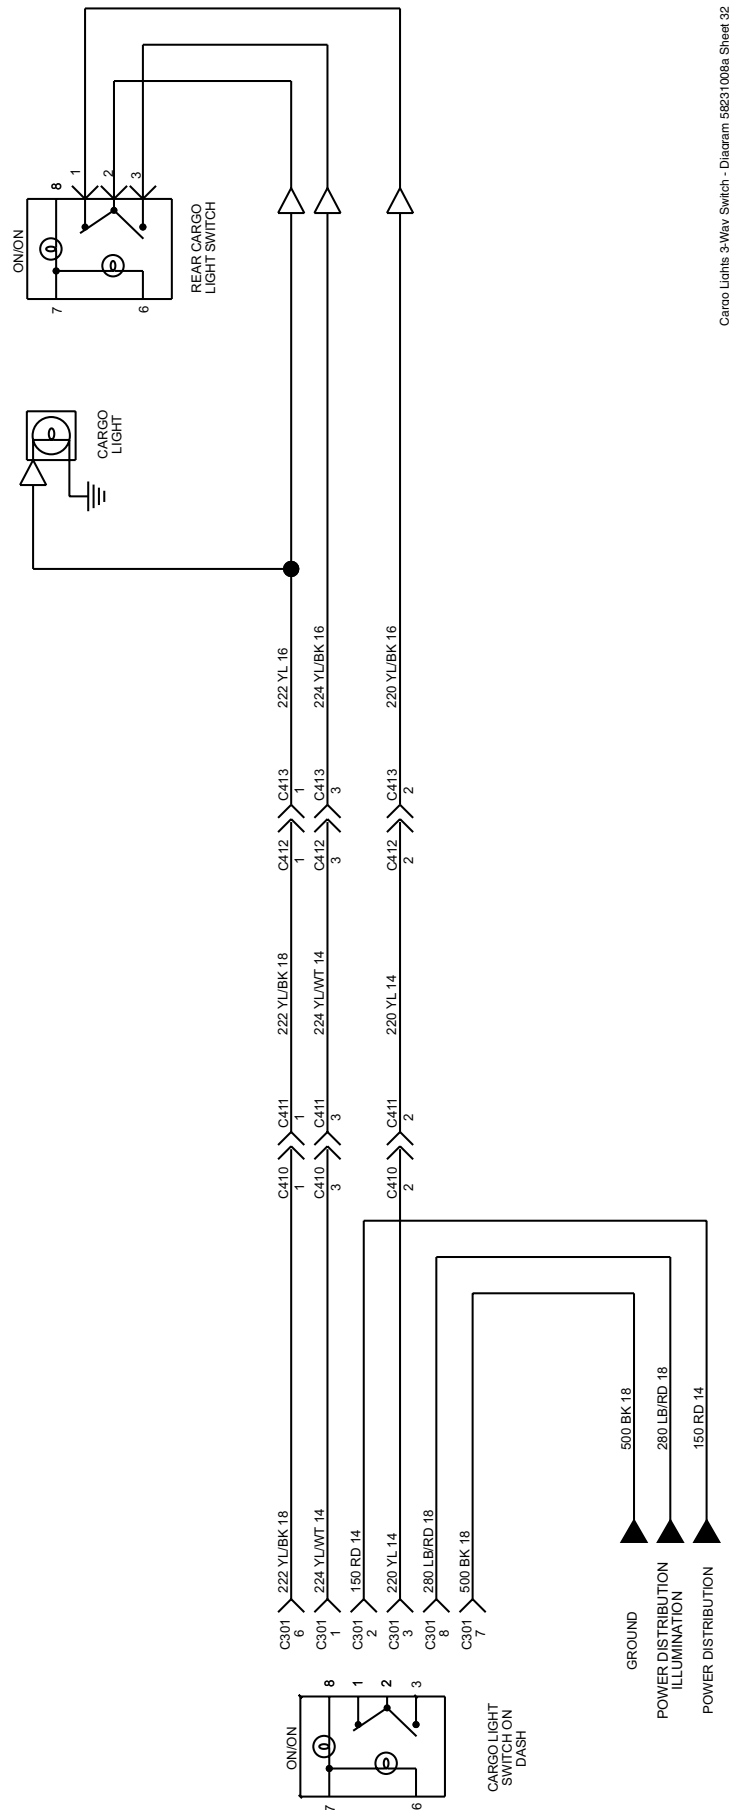 Cargo Lights 3-Way Switch - Diagram 58231008a Sheet 32
ON/ON
8
1
2
3
7
6
REAR CARGO
LIGHT SWITCH
CARGO
LIGHT
222 YL 16
224 YL/BK 16
220 YL/BK 16
C413
1
C413
3
C413
2
C412
1
C412
3
C412
2
222 YL/BK 18
224 YL/WT 14
220 YL 14
C411
1
C411
3
C411
2
C410
1
C410
3
C410
2
500 BK 18
280 LB/RD 18
150 RD 14
222 YL/BK 18
224 YL/WT 14
150 RD 14
220 YL 14
280 LB/RD 18
500 BK 18
C301
6
C301
1
C301
2
C301
3
C301
8
C301
7
GROUND
POWER DISTRIBUTION
ILLUMINATION
POWER DISTRIBUTION
ON/ON
8
1
2
3
7
6
CARGO LIGHT
SWITCH ON
DASH